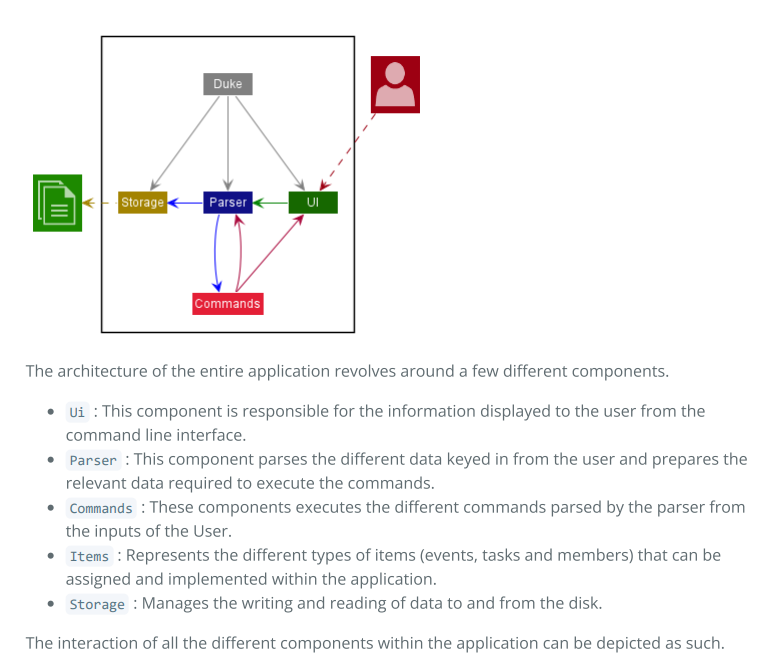 Duke
Storage
Parser
UI
Commands
The architecture of the entire application revolves around a few different components.
Ui : This component is responsible for the information displayed to the user from the
command line interface.
Parser : This component parses the different data keyed in from the user and prepares the
relevant data required to execute the commands.
Commands : These components executes the different commands parsed by the parser from
the inputs of the User.
Items : Represents the different types of items (events, tasks and members) that can be
assigned and implemented within the application.
Storage : Manages the writing and reading of data to and from the disk.
The interaction of all the different components within the application can be depicted as such.